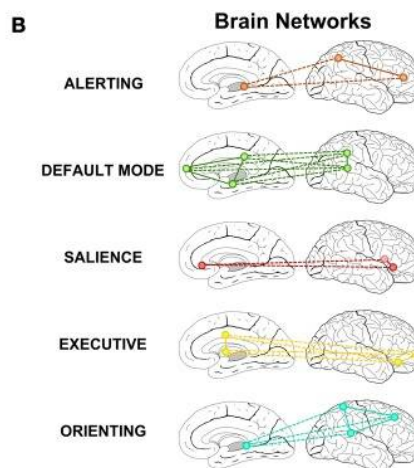 B
Brain Networks
ALERTING
DEFAULT MODE
SALIENCE
EXECUTIVE
ORIENTING